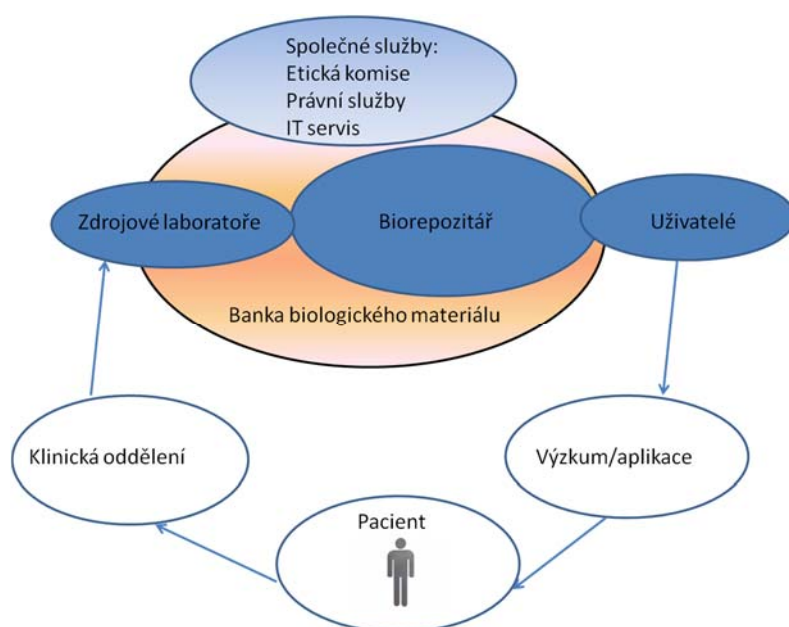 Společné služby:
Etická komise
Právní služby
IT servis
Zdrojové laboratoře
Biorepozitář
Uživatelé
Banka biologického materiálu
Klinická oddělení
Výzkum/aplikace
Pacient